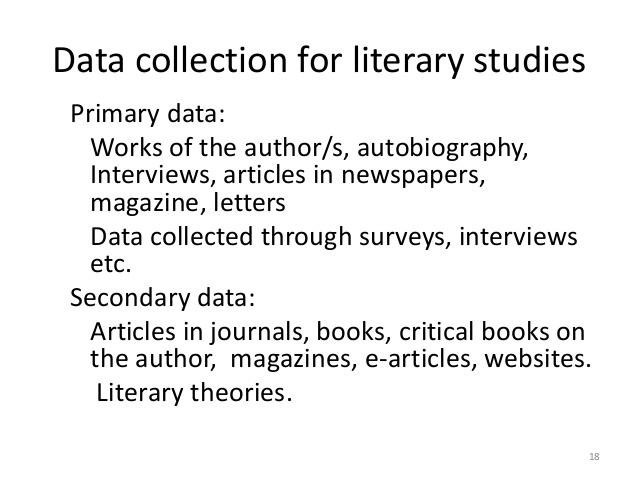 Data collection for literary studies
Primary data:
Works of the author/s, autobiography,
Interviews, articles in newspapers,
magazine, letters
Data collected through surveys, interviews
etc.
Secondary data:
Articles in journals, books, critical books on
the author,  magazines, e-articles, websites.
Literary theories.
18